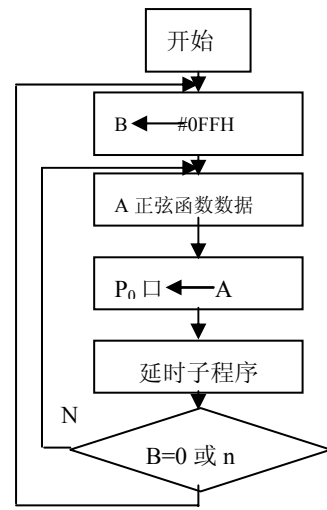 开始
B #0FFH
A 正弦函数数据
P₀ 口 A
延时子程序
N
B=0 或 n